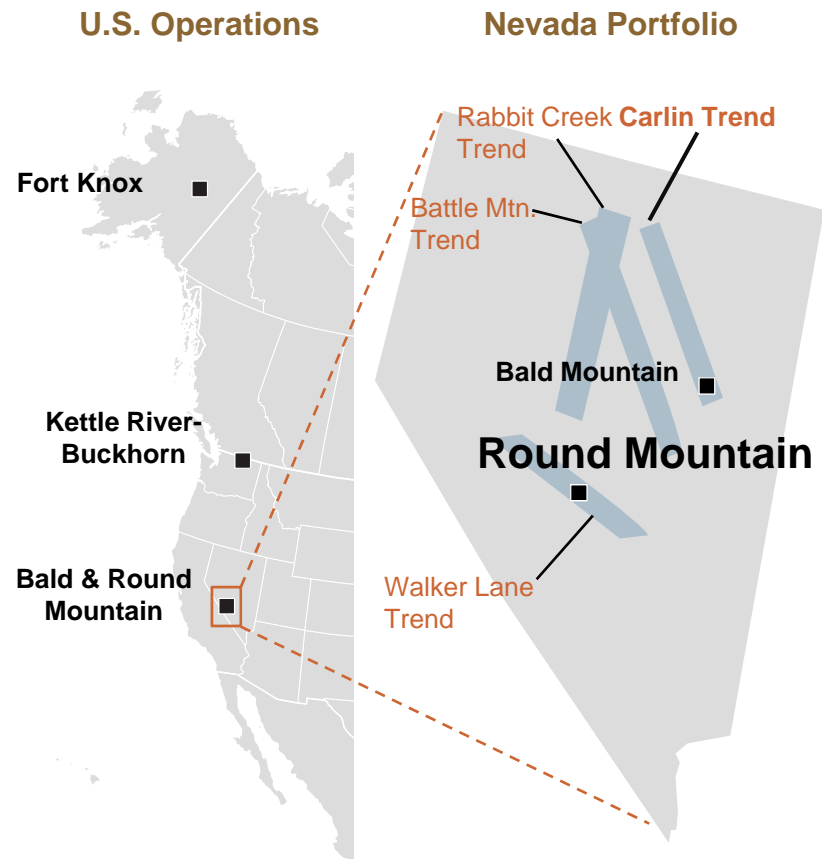 U.S. Operations
Nevada Portfolio
Fort Knox
Kettle River-
Buckhorn
Bald & Round
Mountain
Rabbit Creek
Trend
Carlin Trend
Battle Mtn.
Trend
Bald Mountain
Round Mountain
Walker Lane
Trend